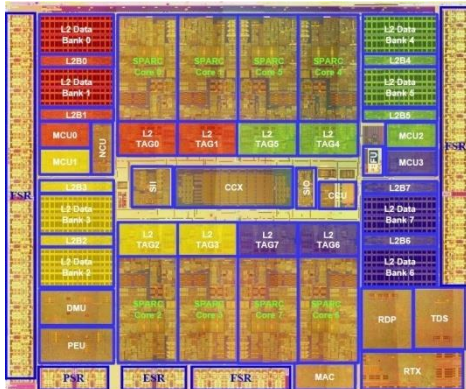 L2 Data
Bank 0
L2B0
L2 Data
Bank 1
L2B1
MCU0
MCU1
NCU
L2B3
L2 Data
Bank 3
L2B2
L2 Data
Bank 2
DMU
PEU
FSR
PSR
ESR
FSR
SPARC
Core 0
SPARC
Core 1
SPARC
Core 5
SPARC
Core 4
L2
TAG0
L2
TAG1
L2
TAG5
L2
TAG4
SII
CCX
SIO
L2
TAG2
L2
TAG3
L2
TAG7
L2
TAG6
SPARC
Core 2
SPARC
Core 3
SPARC
Core 7
SPARC
Core 6
MAC
L2 Data
Bank 4
L2B4
L2 Data
Bank 5
L2B5
MCU2
MCU3
L2B7
L2 Data
Bank 7
L2B6
L2 Data
Bank 6
RDP
TDS
RTX
FSR